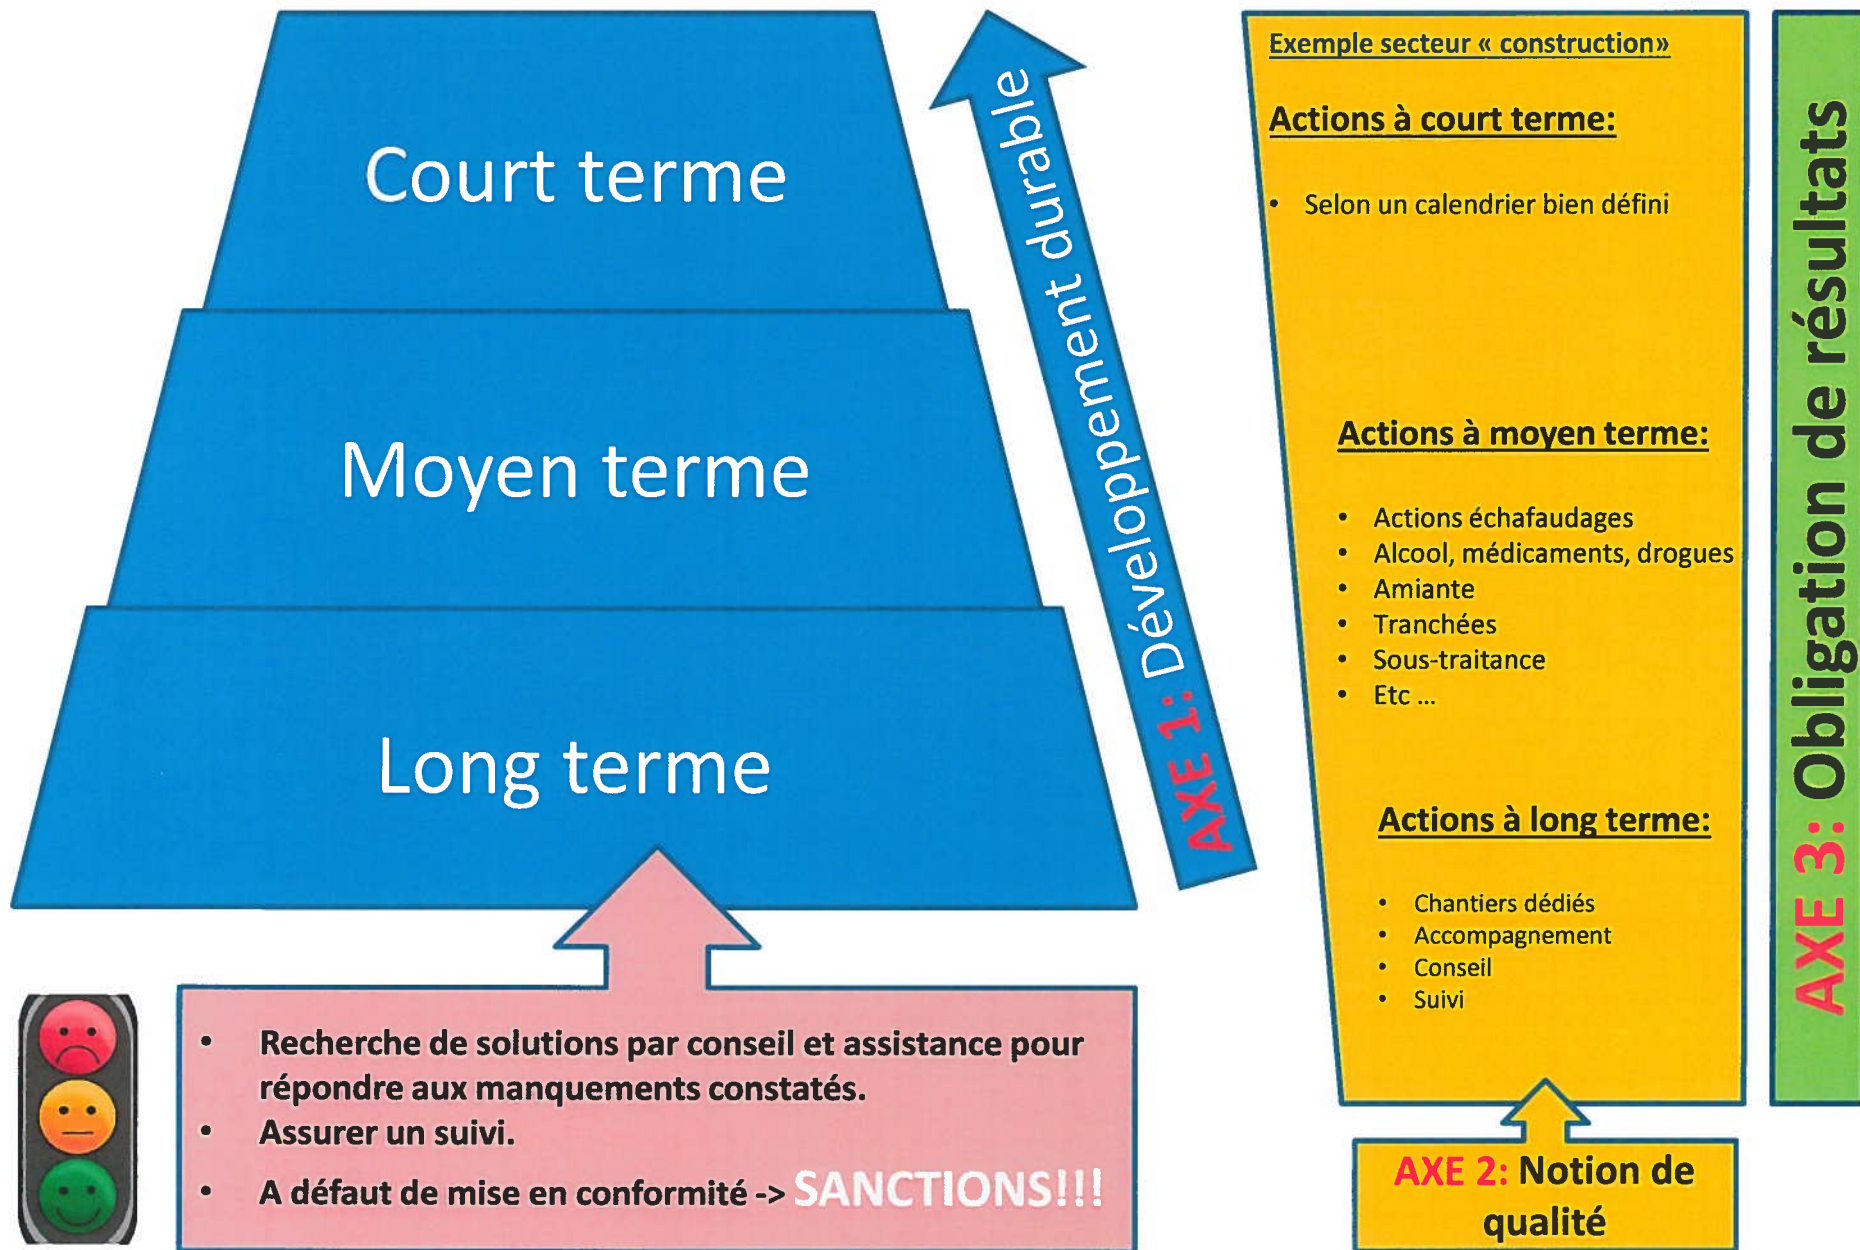 Court terme
Moyen terme
Long terme
AXE 1: Développement durable
• Recherche de solutions par conseil et assistance pour
répondre aux manquements constatés.
• Assurer un suivi.
• A défaut de mise en conformité -> SANCTIONS!!!
Exemple secteur « construction»
Actions à court terme:
• Selon un calendrier bien défini
Actions à moyen terme:
• Actions échafaudages
• Alcool, médicaments, drogues
• Amiante
• Tranchées
• Sous-traitance
• Etc ...
Actions à long terme:
• Chantiers dédiés
• Accompagnement
• Conseil
• Suivi
AXE 2: Notion de
qualité
AXE 3: Obligation de résultats